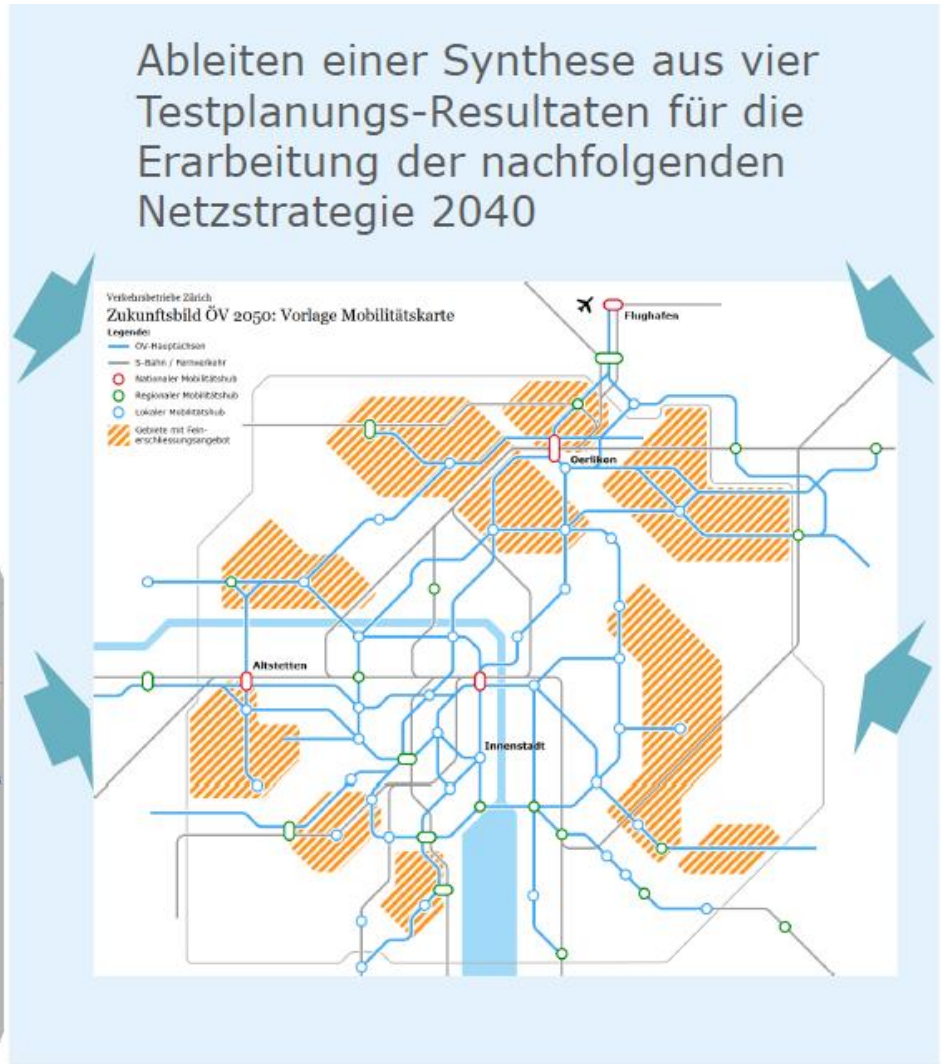 Ableiten einer Synthese aus vier
Testplanungs-Resultaten für die
Erarbeitung der nachfolgenden
Netzstrategie 2040
Verkehrsbetriebe Zürich
Zukunftsbild ÖV 2050: Vorlage Mobilitätskarte
Legende:
ÖV-Hauptachsen
S-Bahn / Fernverkehr
Nationaler Mobilitätshub
Regionaler Mobilitätshub
Lokaler Mobilitätshub
Gebiete mit Fein-
erschliessungsangebot
Flughafen
Oerlikon
Altstetten
Innenstadt